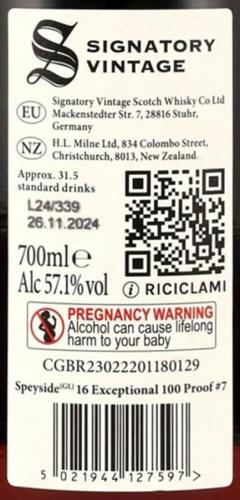 S SIGNATORY
VINTAGE
EU Signatory Vintage Scotch Whisky Co Ltd
Mackenstedter Str. 7, 28816 Stuhr,
Germany
NZ H.L. Milne Ltd, 834 Colombo Street,
Christchurch, 8013, New Zealand
Approx. 31.5
standard drinks
L24/339
26.11.2024
700ml e
Alc 57.1% vol
i RICICLAMI
PREGNANCY WARNING
Alcohol can cause lifelong
harm to your baby
CGBR23022201180129
Speyside(GL) 16 Exceptional 100 Proof #7
5 021944 127597 >